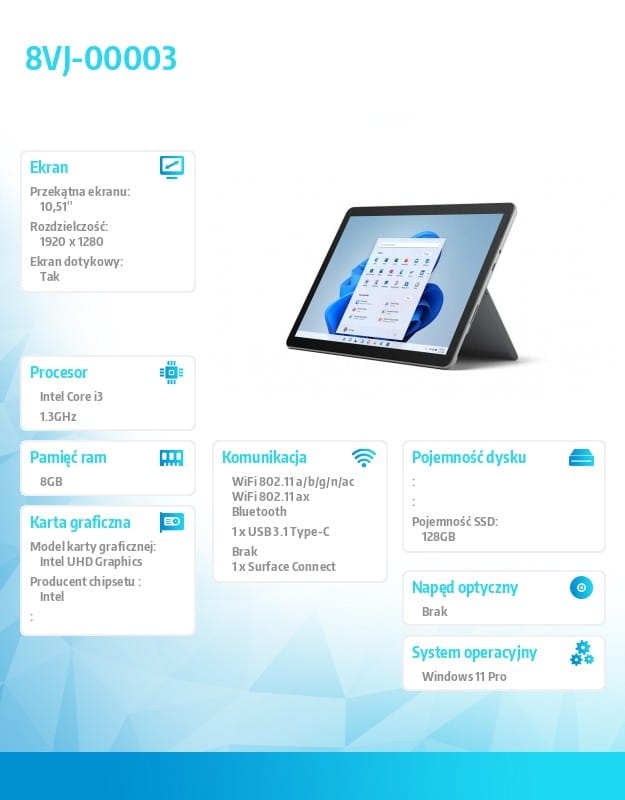 8VJ-00003
Ekran
Przekątna ekranu:
10,51''
Rozdzielczość:
1920 x 1280
Ekran dotykowy:
Tak
Procesor
Intel Core i3
1.3GHz
Pamięć ram
8GB
Karta graficzna
Model karty graficznej:
Intel UHD Graphics
Producent chipsetu :
Intel
:
Komunikacja
WiFi 802.11 a/b/g/n/ac
WiFi 802.11 ax
Bluetooth
1 x USB 3.1 Type-C
Brak
1 x Surface Connect
Pojemność dysku
:
:
Pojemność SSD:
128GB
Napęd optyczny
Brak
System operacyjny
Windows 11 Pro